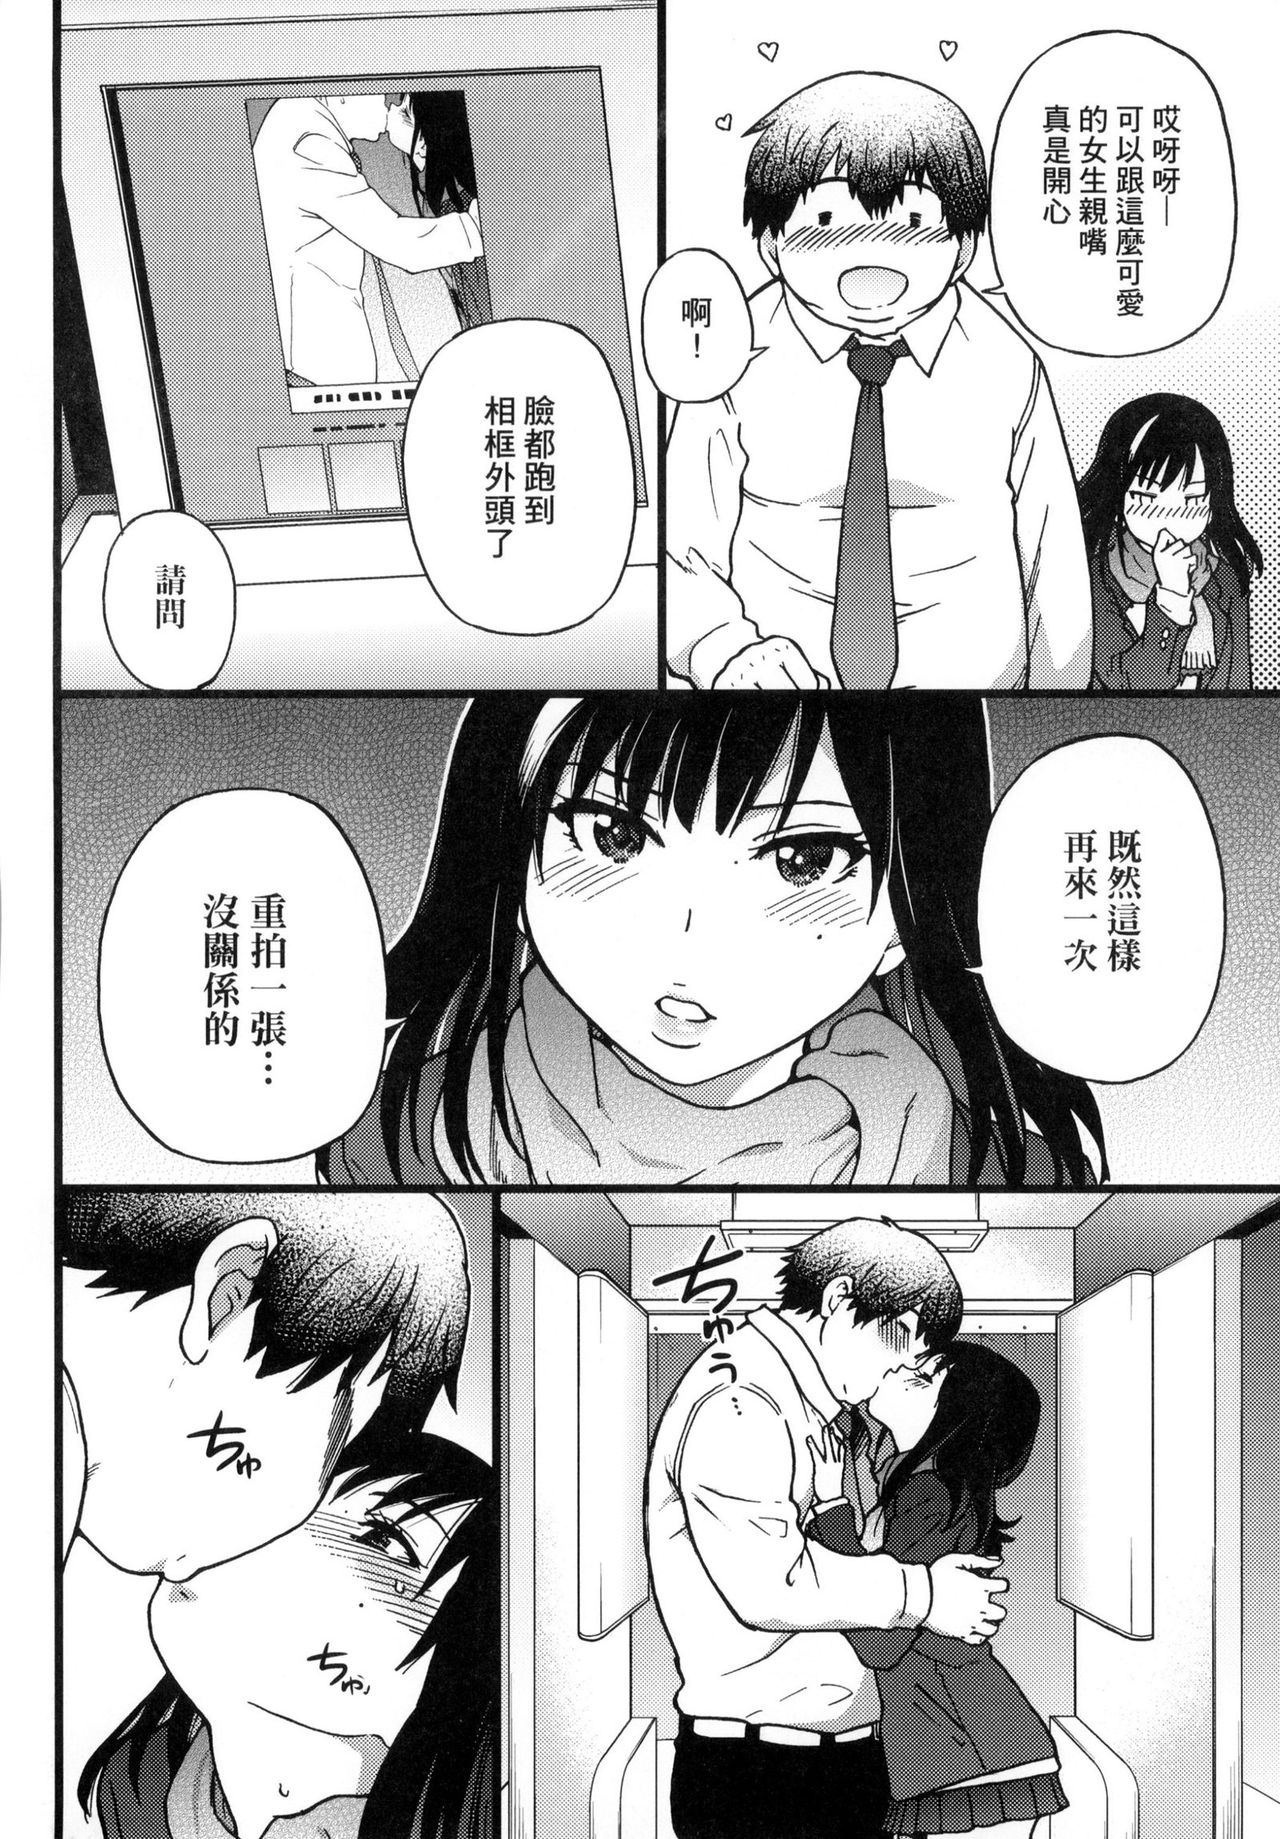 哎呀呀—
可以跟這麼可愛
的女生親嘴
真是開心
啊！
臉都跑到
相框外頭了
請問
既然這樣
再來一次
重拍一張…
沒關係的
ちゅぅ…
ちゅ
ちゅ